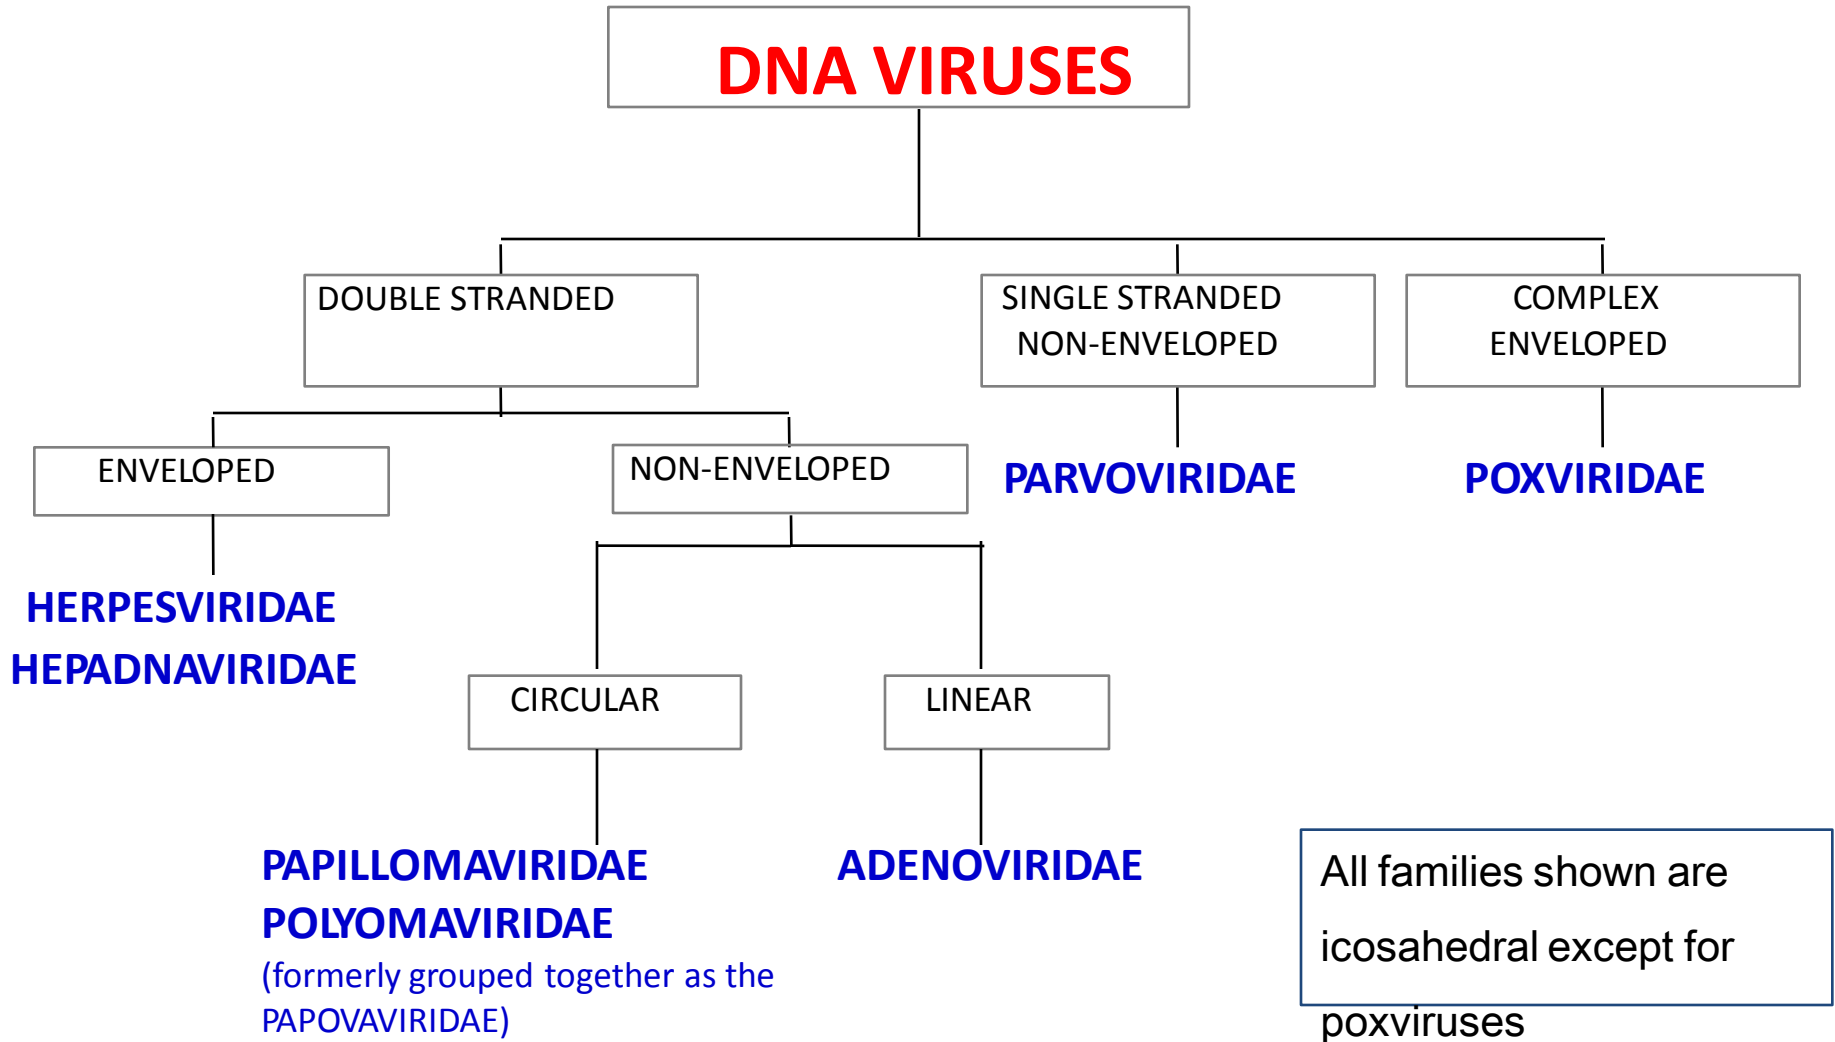 DNA VIRUSES
DOUBLE STRANDED
SINGLE STRANDED
NON-ENVELOPED
COMPLEX
ENVELOPED
ENVELOPED
NON-ENVELOPED
PARVOVIRIDAE
POXVIRIDAE
HERPESVIRIDAE
HEPADNAVIRIDAE
CIRCULAR
LINEAR
PAPILLOMAVIRIDAE
POLYOMAVIRIDAE
(formerly grouped together as the
PAPOVAVIRIDAE)
ADENOVIRIDAE
All families shown are
icosahedral except for
poxviruses